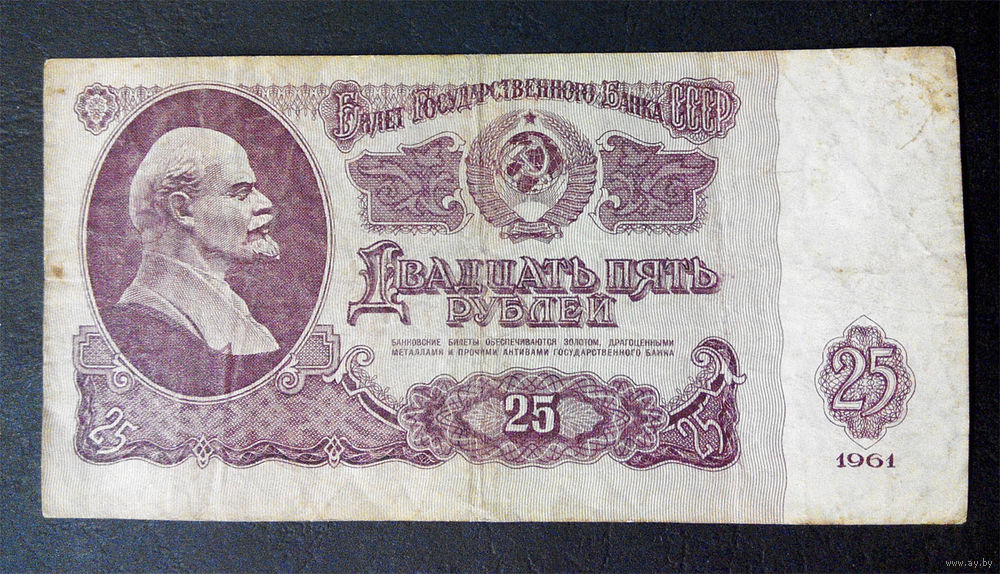 Билет Государственного Банка СССР
Двадцать пять
рублей
БАНКОВСКИЕ БИЛЕТЫ ОБЕСПЕЧИВАЮТСЯ ЗОЛОТОМ, ДРАГОЦЕННЫМИ
МЕТАЛЛАМИ И ПРОЧИМИ АКТИВАМИ ГОСУДАРСТВЕННОГО БАНКА
25
25
25
25
1961
www.ay.by